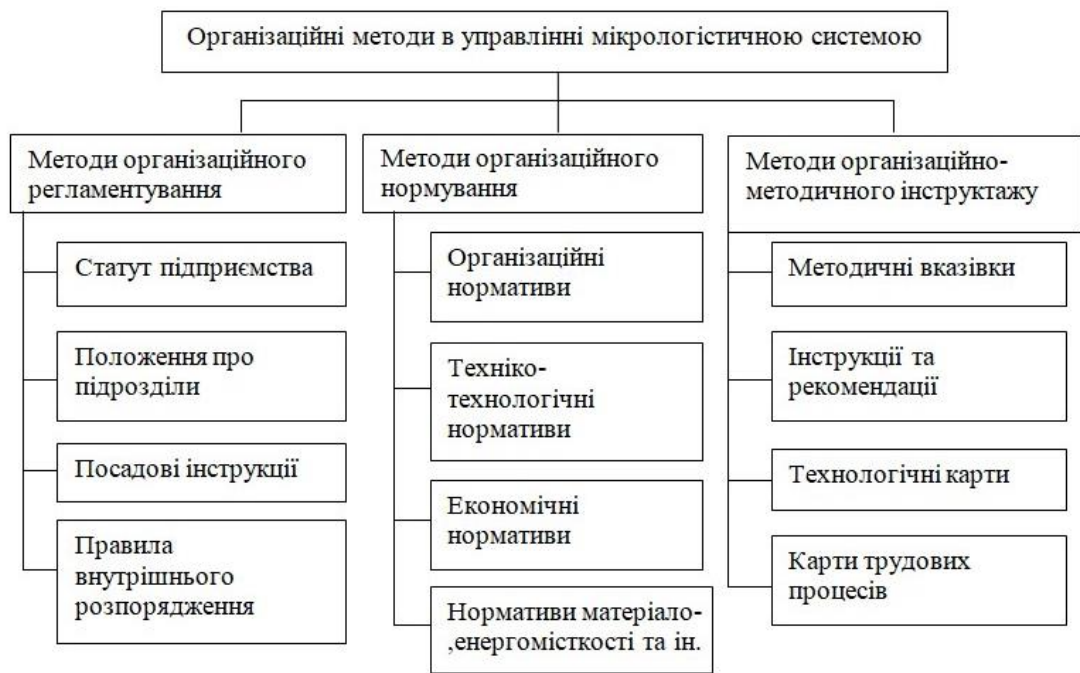 Організаційні методи в управлінні мікрологістичною системою
Методи організаційного
регламентування
Статут підприємства
Положення про
підрозділи
Посадові інструкції
Правила
внутрішнього
розпорядження
Методи організаційного
нормування
Організаційні
нормативи
Техніко-
технологічні
нормативи
Економічні
нормативи
Нормативи матеріало-
,енергомісткості та ін.
Методи організаційно-
методичного інструктажу
Методичні вказівки
Інструкції та
рекомендації
Технологічні карти
Карти трудових
процесів